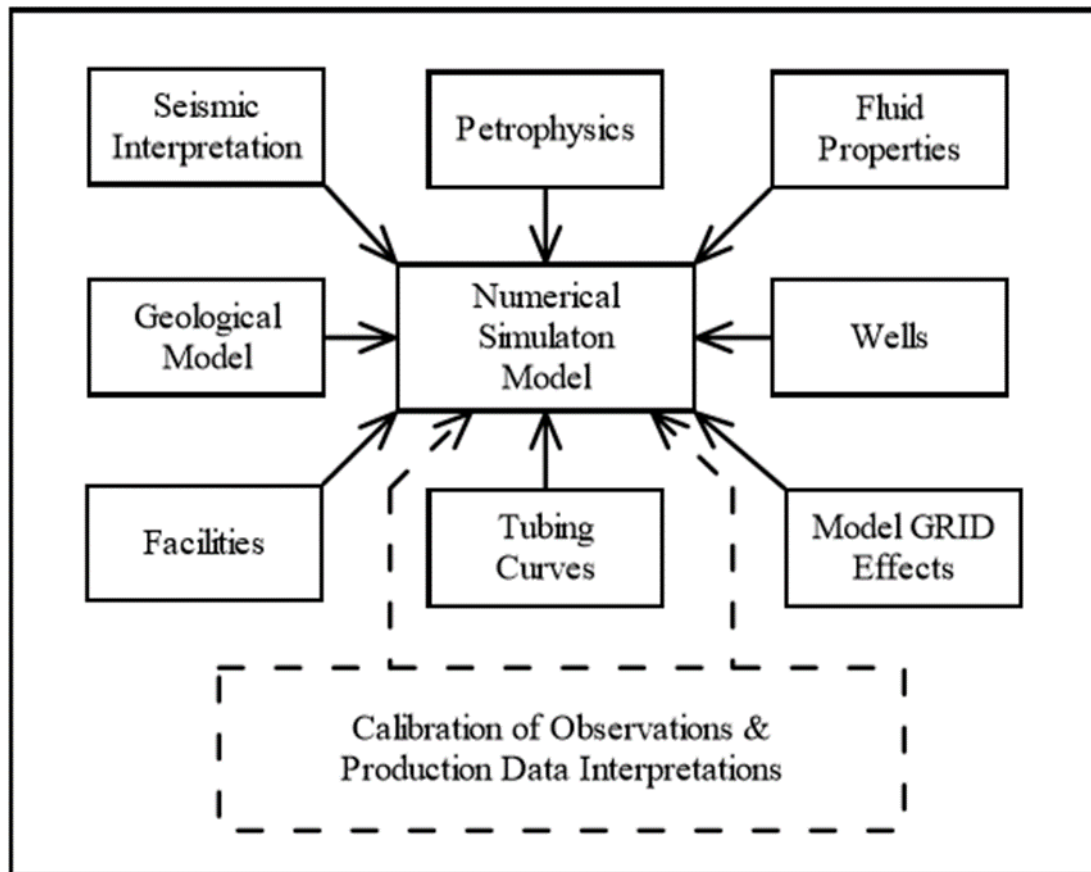 Seismic
Interpretation
Petrophysics
Fluid
Properties
Geological
Model
Numerical
Simulaton
Model
Wells
Facilities
Tubing
Curves
Model GRID
Effects
Calibration of Observations &
Production Data Interpretations